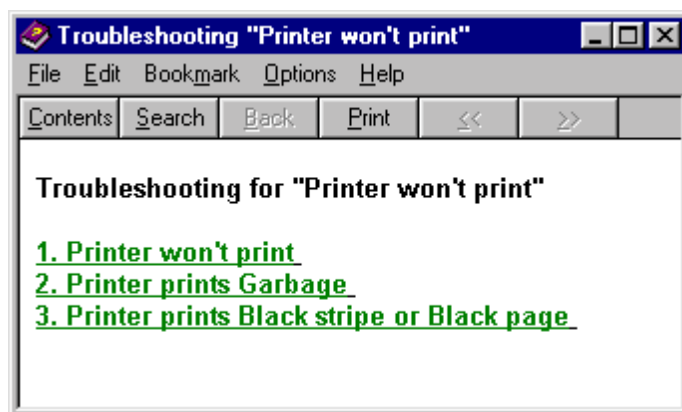 Troubleshooting "Printer won't print"
File Edit Bookmark Options Help
Contents Search Back Print << >>
Troubleshooting for "Printer won't print"
1. Printer won't print
2. Printer prints Garbage
3. Printer prints Black stripe or Black page